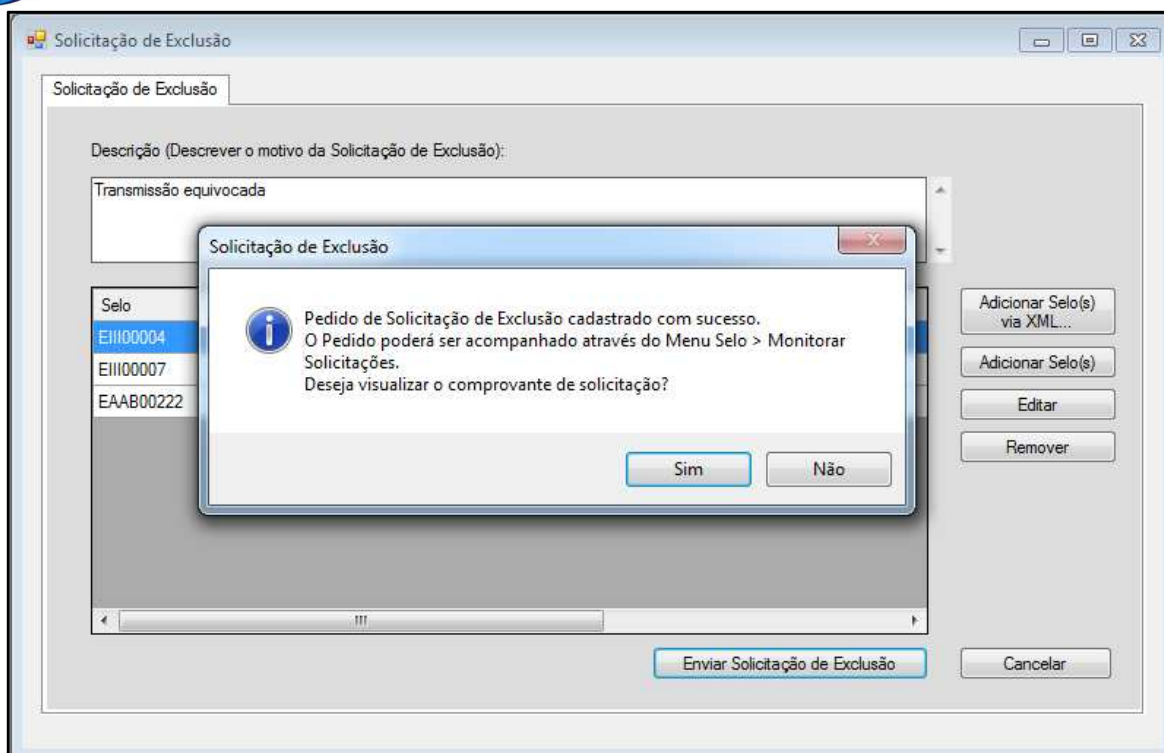 Solicitação de Exclusão
Solicitação de Exclusão
Descrição (Descrever o motivo da Solicitação de Exclusão):
Transmissão equivocada
Solicitação de Exclusão
Pedido de Solicitação de Exclusão cadastrado com sucesso.
O Pedido poderá ser acompanhado através do Menu Selo > Monitorar
Solicitações.
Deseja visualizar o comprovante de solicitação?
Sim
Não
Selo
EIII00004
EIII00007
EAAB00222
Adicionar Selo(s)
via XML...
Adicionar Selo(s)
Editar
Remover
Enviar Solicitação de Exclusão
Cancelar